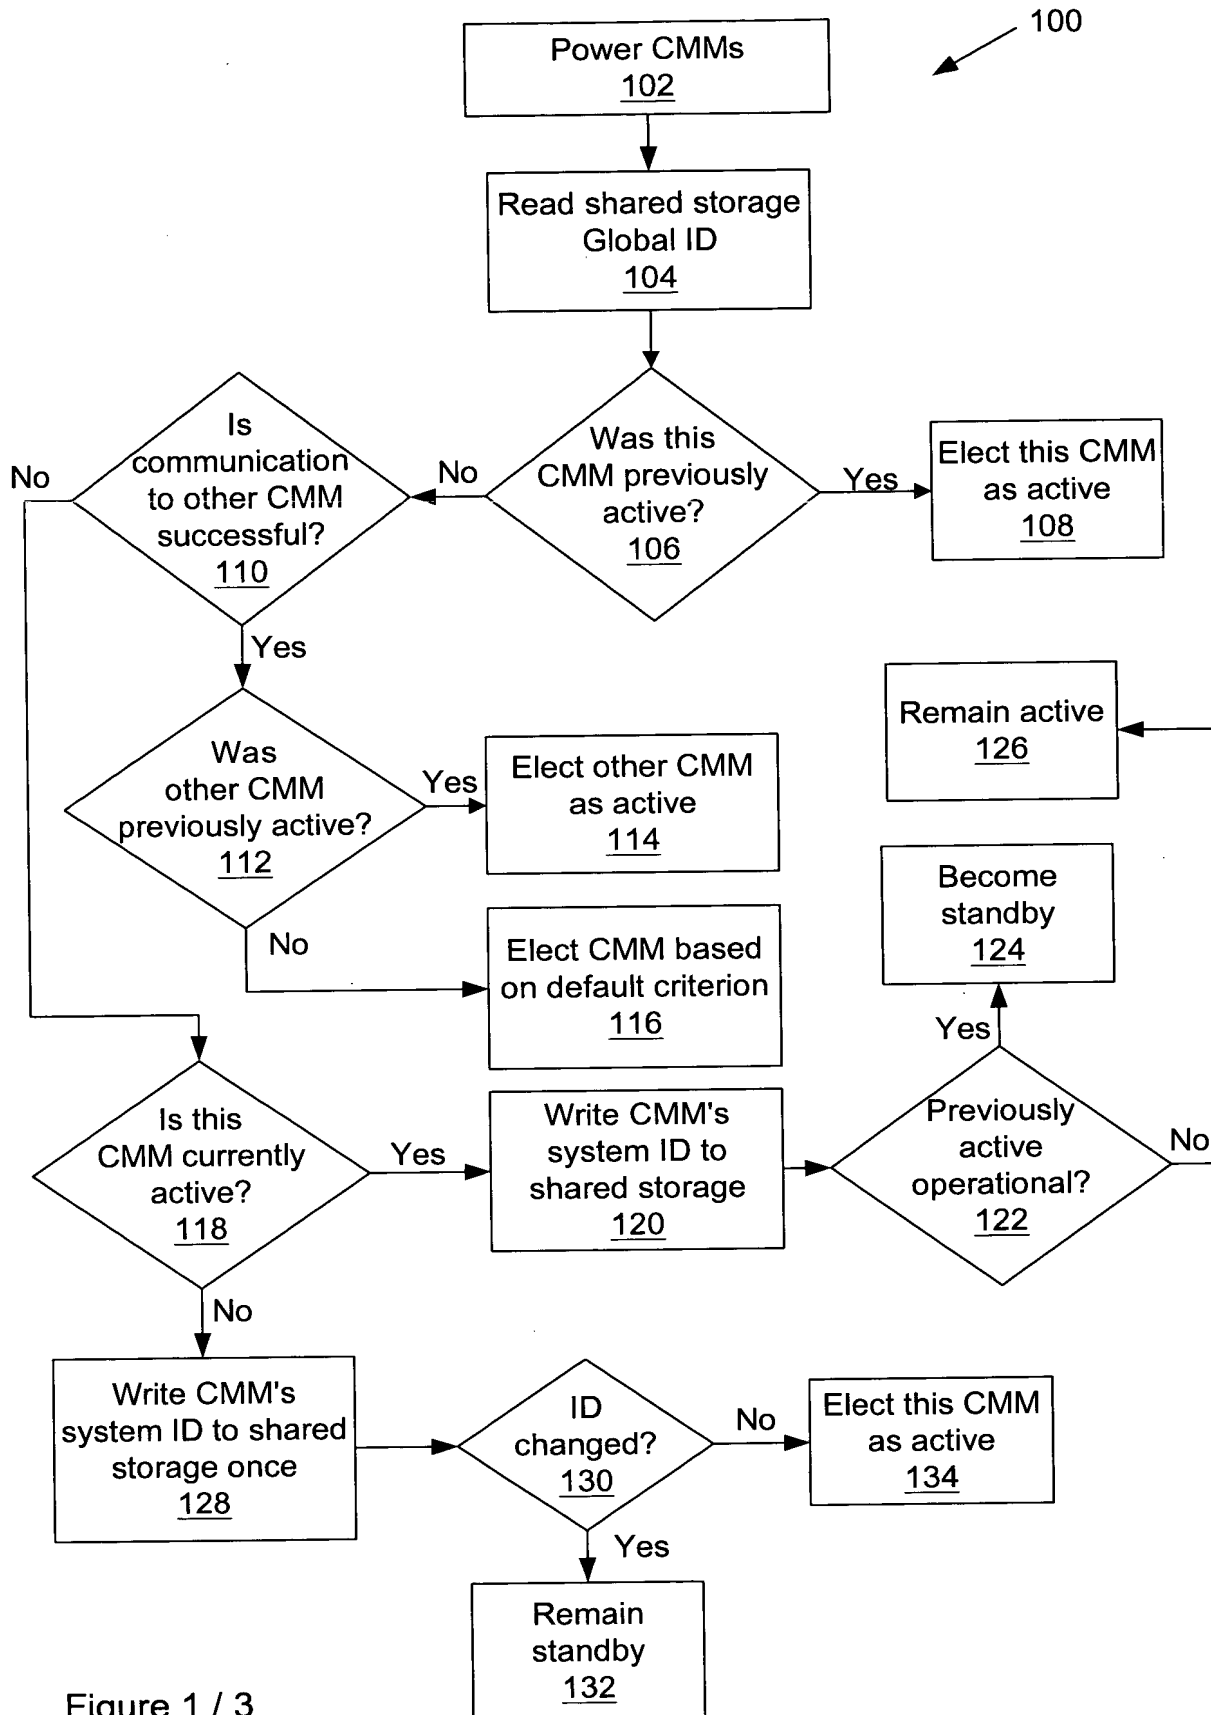 100
Power CMMs
102
Read shared storage
Global ID
104
Was this
CMM previously
active?
106
Yes
Elect this CMM
as active
108
No
Is
communication
to other CMM
successful?
110
No
Yes
Was
other CMM
previously active?
112
Yes
Elect other CMM
as active
114
No
Elect CMM based
on default criterion
116
Remain active
126
Become
standby
124
Yes
Is this
CMM currently
active?
118
Yes
Write CMM's
system ID to
shared storage
120
Previously
active
operational?
122
No
No
Write CMM's
system ID to shared
storage once
128
ID
changed?
130
No
Elect this CMM
as active
134
Yes
Remain
standby
132
Figure 1 / 3